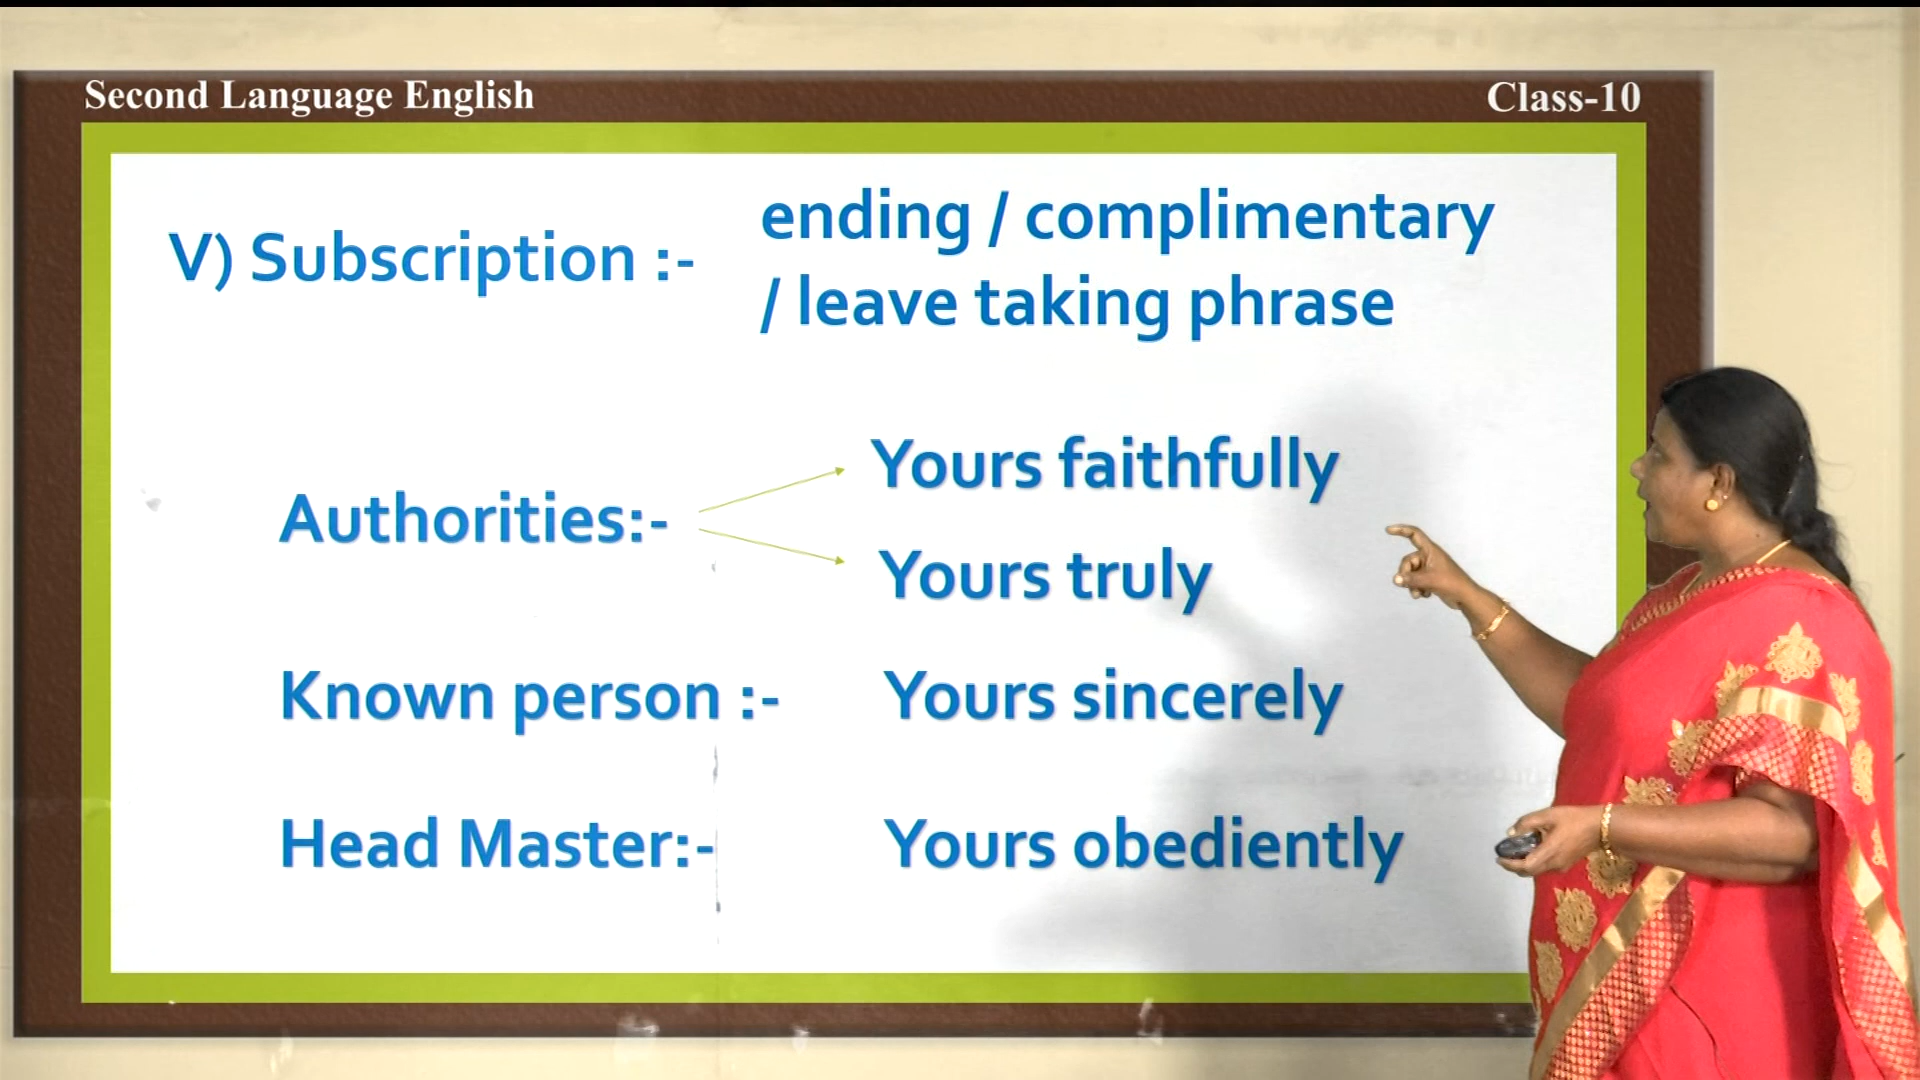 Second Language English
Class-10
V) Subscription :-
ending / complimentary
/ leave taking phrase
Authorities:-
Yours faithfully
Yours truly
Known person :-
Yours sincerely
Head Master:-
Yours obediently